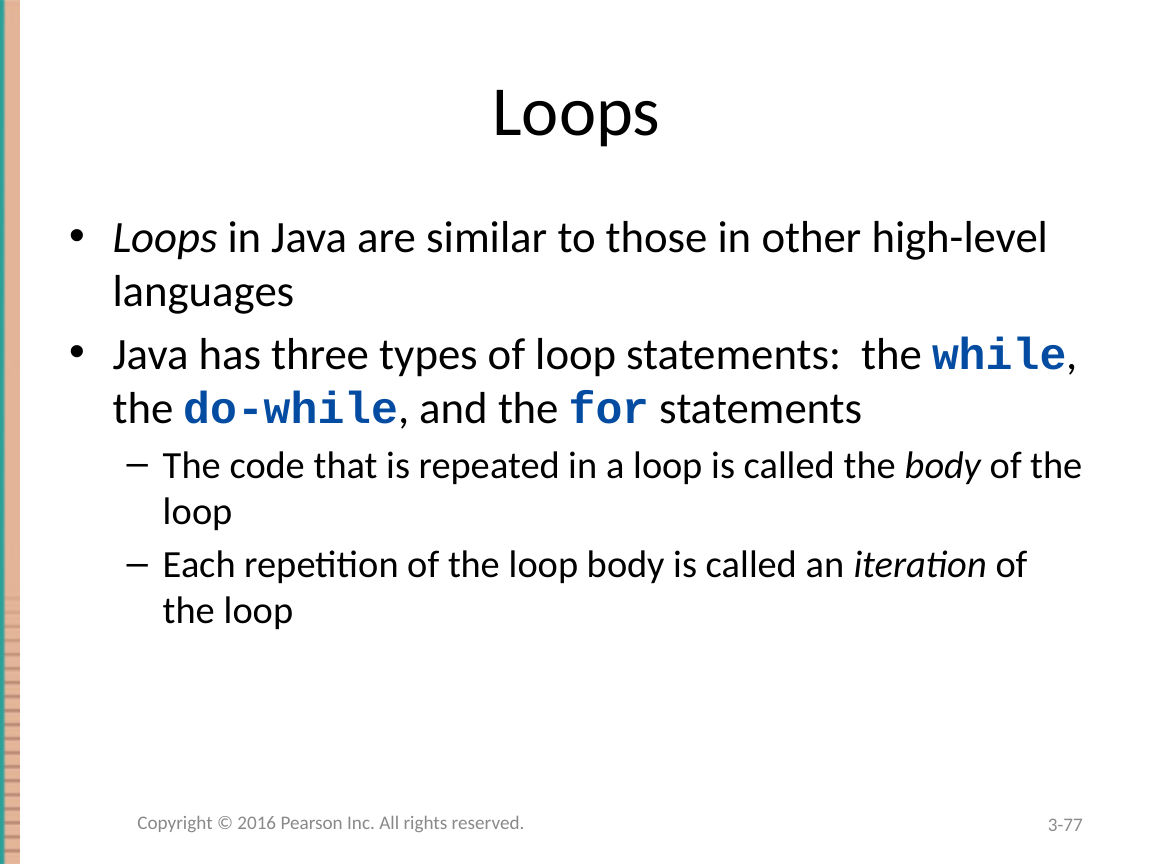 Loops
• Loops in Java are similar to those in other high-level
languages
• Java has three types of loop statements:  the while,
the do-while, and the for statements
– The code that is repeated in a loop is called the body of the
loop
– Each repetition of the loop body is called an iteration of
the loop
Copyright © 2016 Pearson Inc. All rights reserved.
3-77